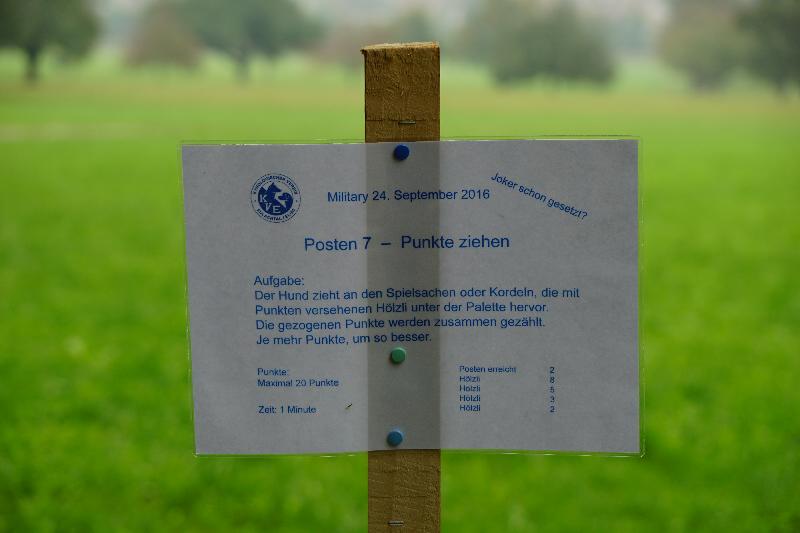 KYNOLOGISCHER VEREIN
KVE
Military 24. September 2016
Joker schon gesetzt?
Posten 7 – Punkte ziehen
Aufgabe:
Der Hund zieht an den Spielsachen oder Kordeln, die mit
Punkten versehenen Hölzli unter der Palette hervor.
Die gezogenen Punkte werden zusammen gezählt.
Je mehr Punkte, um so besser.
Punkte:
Maximal 20 Punkte
Zeit: 1 Minute
Posten erreicht 2
Hölzli 8
Hölzli 5
Hölzli 3
Hölzli 2